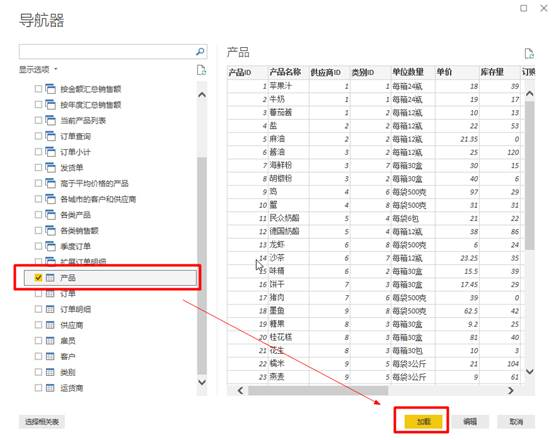 导航器
显示选项
按金额汇总销售额
按年度汇总销售额
当前产品列表
订单查询
订单小计
发货单
高于平均价格的产品
各城市的客户和供应商
各类产品
各类销售额
季度订单
扩展订单明细
产品
订单
订单明细
供应商
雇员
客户
类别
运货商
选择相关表
产品
产品ID 产品名称 供应商ID 类别ID 单位数量 单价 库存量 订购
1 苹果汁 1 1 每箱24瓶 18 39
2 牛奶 1 1 每箱24瓶 19 17
3 蕃茄酱 1 2 每箱12瓶 10 13
4 盐 2 2 每箱12瓶 22 53
5 麻油 2 2 每箱12瓶 21.35 0
6 酱油 3 2 每箱12瓶 25 120
7 海鲜粉 3 7 每箱30盒 30 15
8 胡椒粉 3 2 每箱30盒 40 6
9 鸡 4 6 每袋500克 97 29
10 蟹 4 8 每袋500克 31 31
11 民众奶酪 5 4 每袋6包 21 22
12 德国奶酪 5 4 每箱12瓶 38 86
13 龙虾 6 8 每袋500克 6 24
14 沙茶 6 7 每箱12瓶 23.25 35
15 味精 6 2 每箱30盒 15.5 39
16 饼干 7 3 每箱30盒 17.45 29
17 猪肉 7 6 每袋500克 39 0
18 墨鱼 9 8 每袋500克 62.5 42
19 糖果 8 3 每箱30盒 9.2 25
20 桂花糕 8 3 每箱30盒 81 40
21 花生 8 3 每箱30包 10 3
22 糯米 9 5 每袋3公斤 21 104
23 燕麦 9 5 每袋3公斤 9 61
加载 编辑 取消